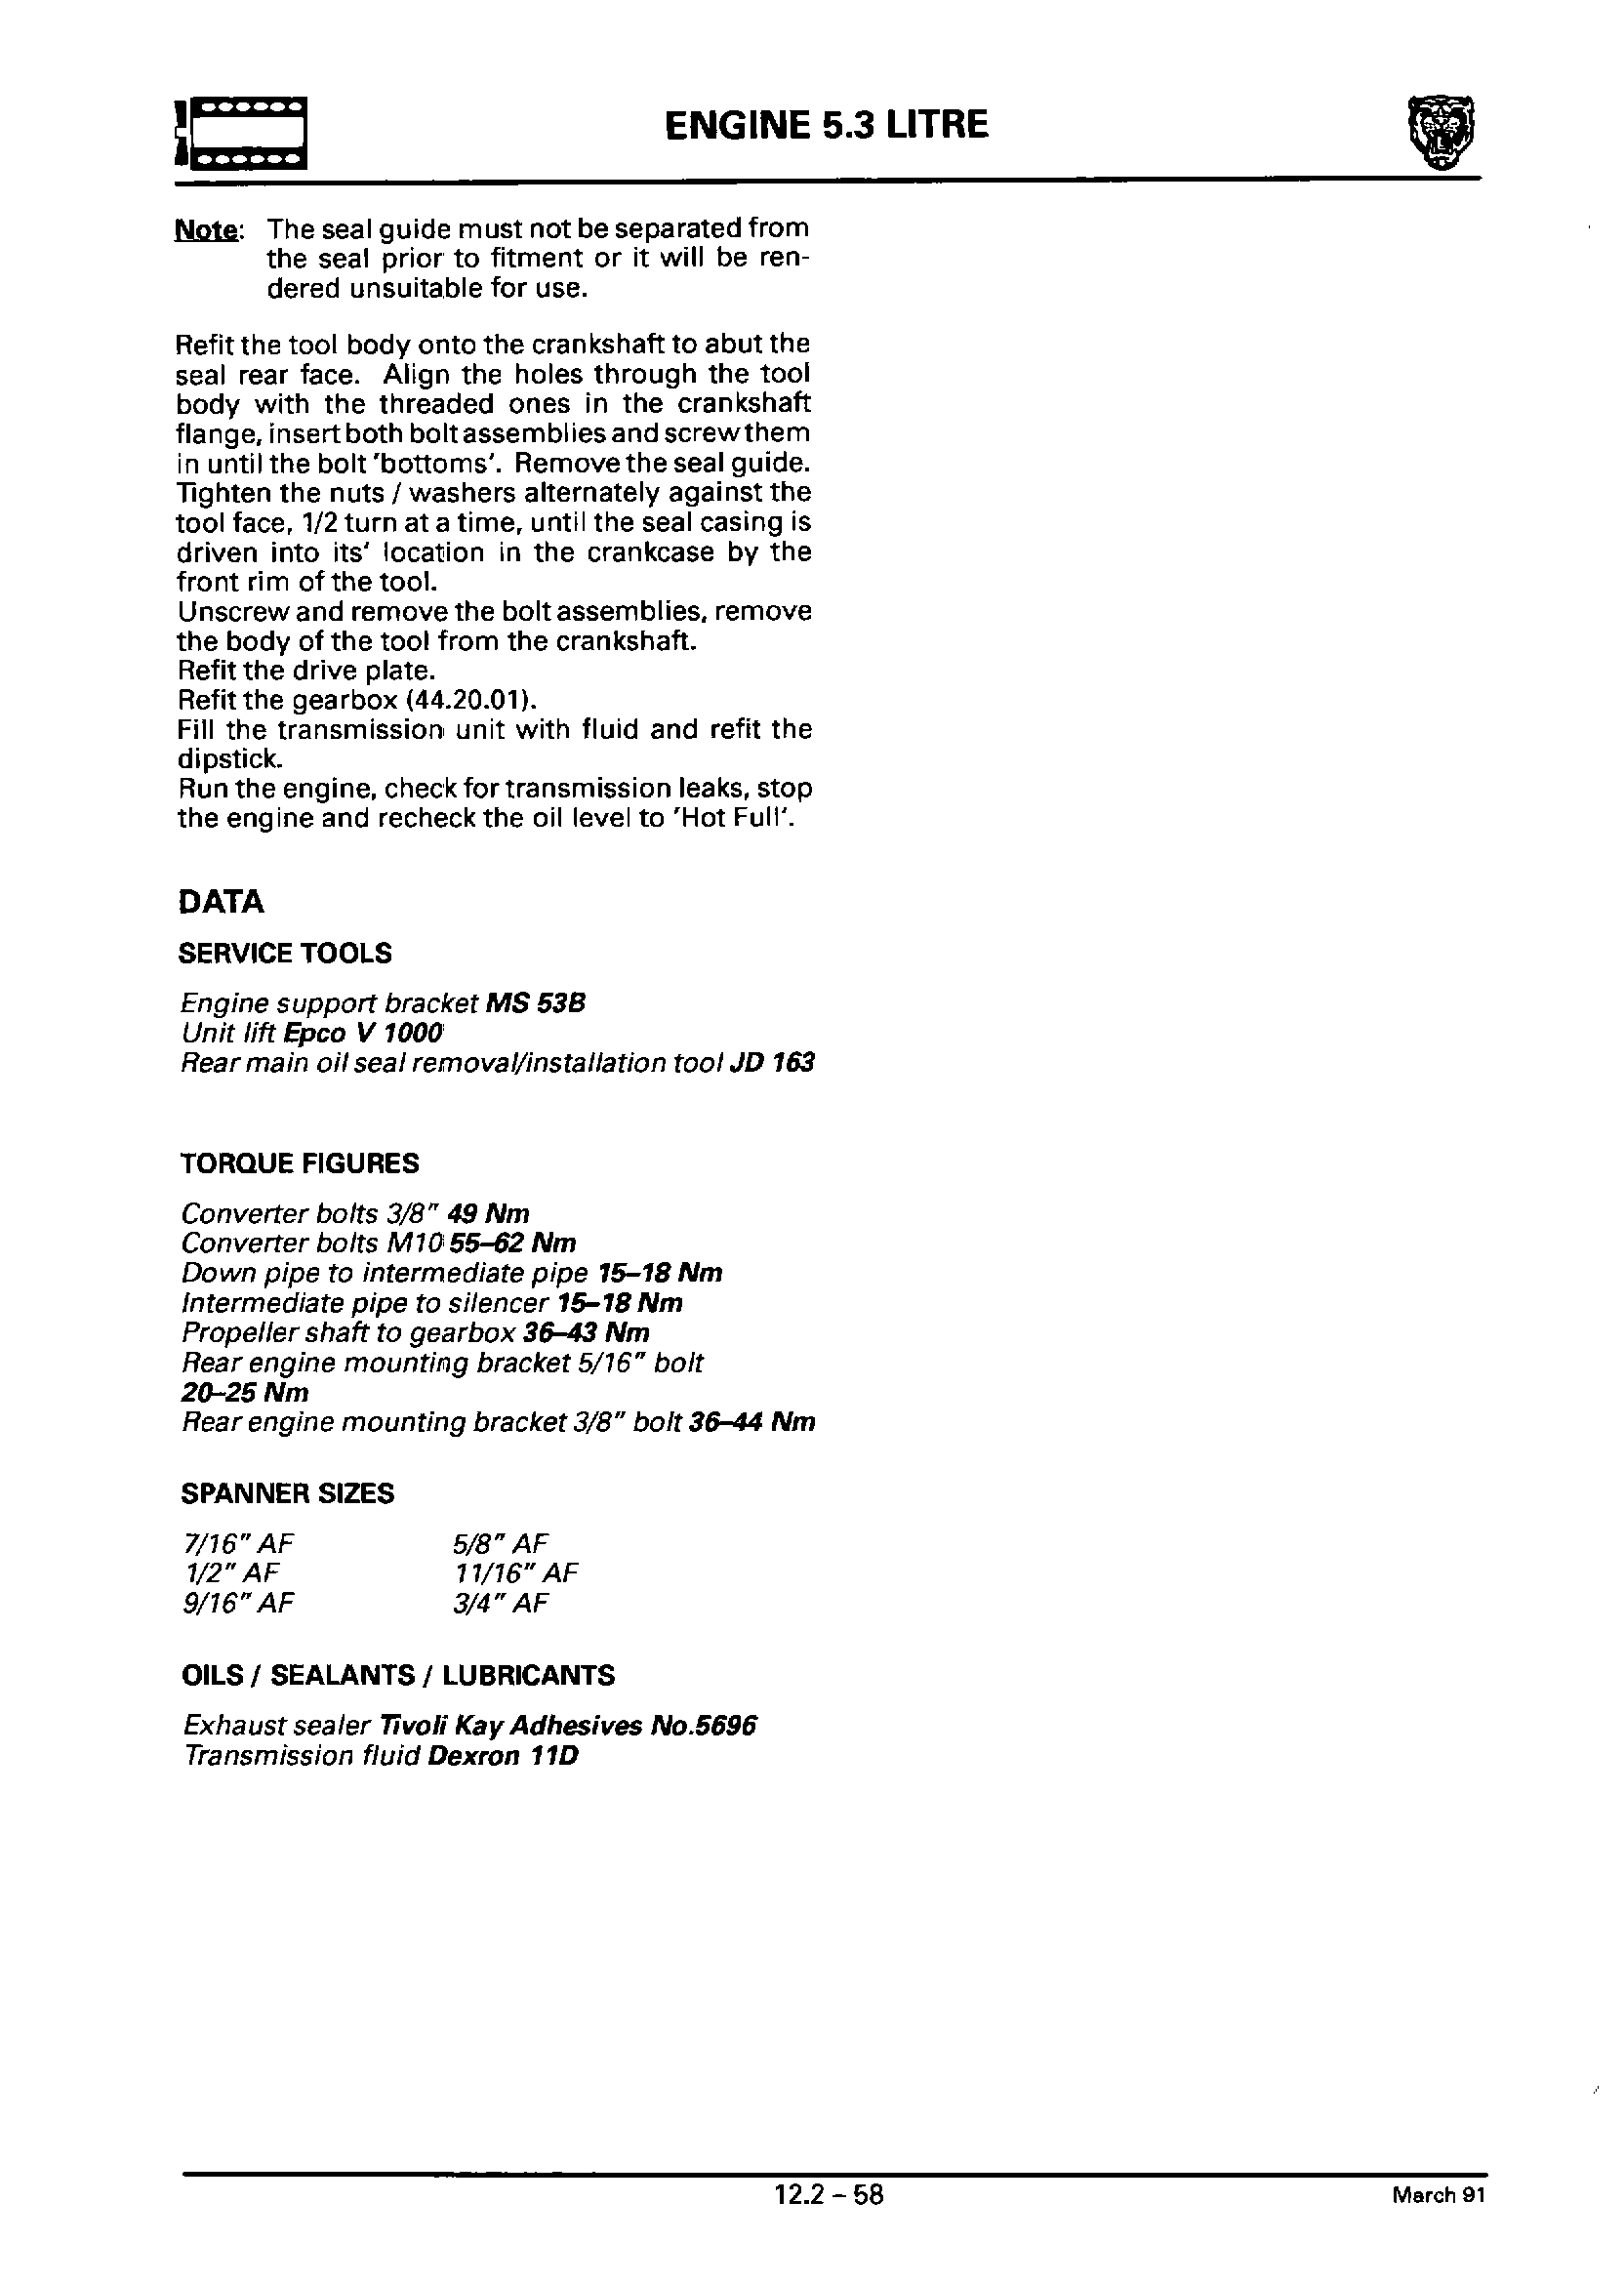 ENGINE 5.3 LITRE
Note: The seal guide must not be separated from
the seal prior to fitment or it will be ren-
dered unsuitable for use.
Refit the tool body onto the crankshaft to abut the
seal rear face. Align the holes through the tool
body with the threaded ones in the crankshaft
flange, insert both bolt assemblies and screw them
in until the bolt 'bottoms'. Remove the seal guide.
Tighten the nuts / washers alternately against the
tool face, 1/2 turn at a time, until the seal casing is
driven into its' location in the crankcase by the
front rim of the tool.
Unscrew and remove the bolt assemblies, remove
the body of the tool from the crankshaft.
Refit the drive plate.
Refit the gearbox (44.20.01).
Fill the transmission unit with fluid and refit the
dipstick.
Run the engine, check for transmission leaks, stop
the engine and recheck the oil level to 'Hot Full'.
DATA
SERVICE TOOLS
Engine support bracket MS 53B
Unit lift Epco V 1000
Rear main oil seal removal/installation tool JD 163
TORQUE FIGURES
Converter bolts 3/8" 49 Nm
Converter bolts M10 55–62 Nm
Down pipe to intermediate pipe 15–18 Nm
Intermediate pipe to silencer 15–18 Nm
Propeller shaft to gearbox 36–43 Nm
Rear engine mounting bracket 5/16" bolt
20–25 Nm
Rear engine mounting bracket 3/8" bolt 36–44 Nm
SPANNER SIZES
7/16" AF 5/8" AF
1/2" AF 11/16" AF
9/16" AF 3/4" AF
OILS / SEALANTS / LUBRICANTS
Exhaust sealer Tivoli Kay Adhesives No.5696
Transmission fluid Dexron 11D
12.2 – 58
March 91